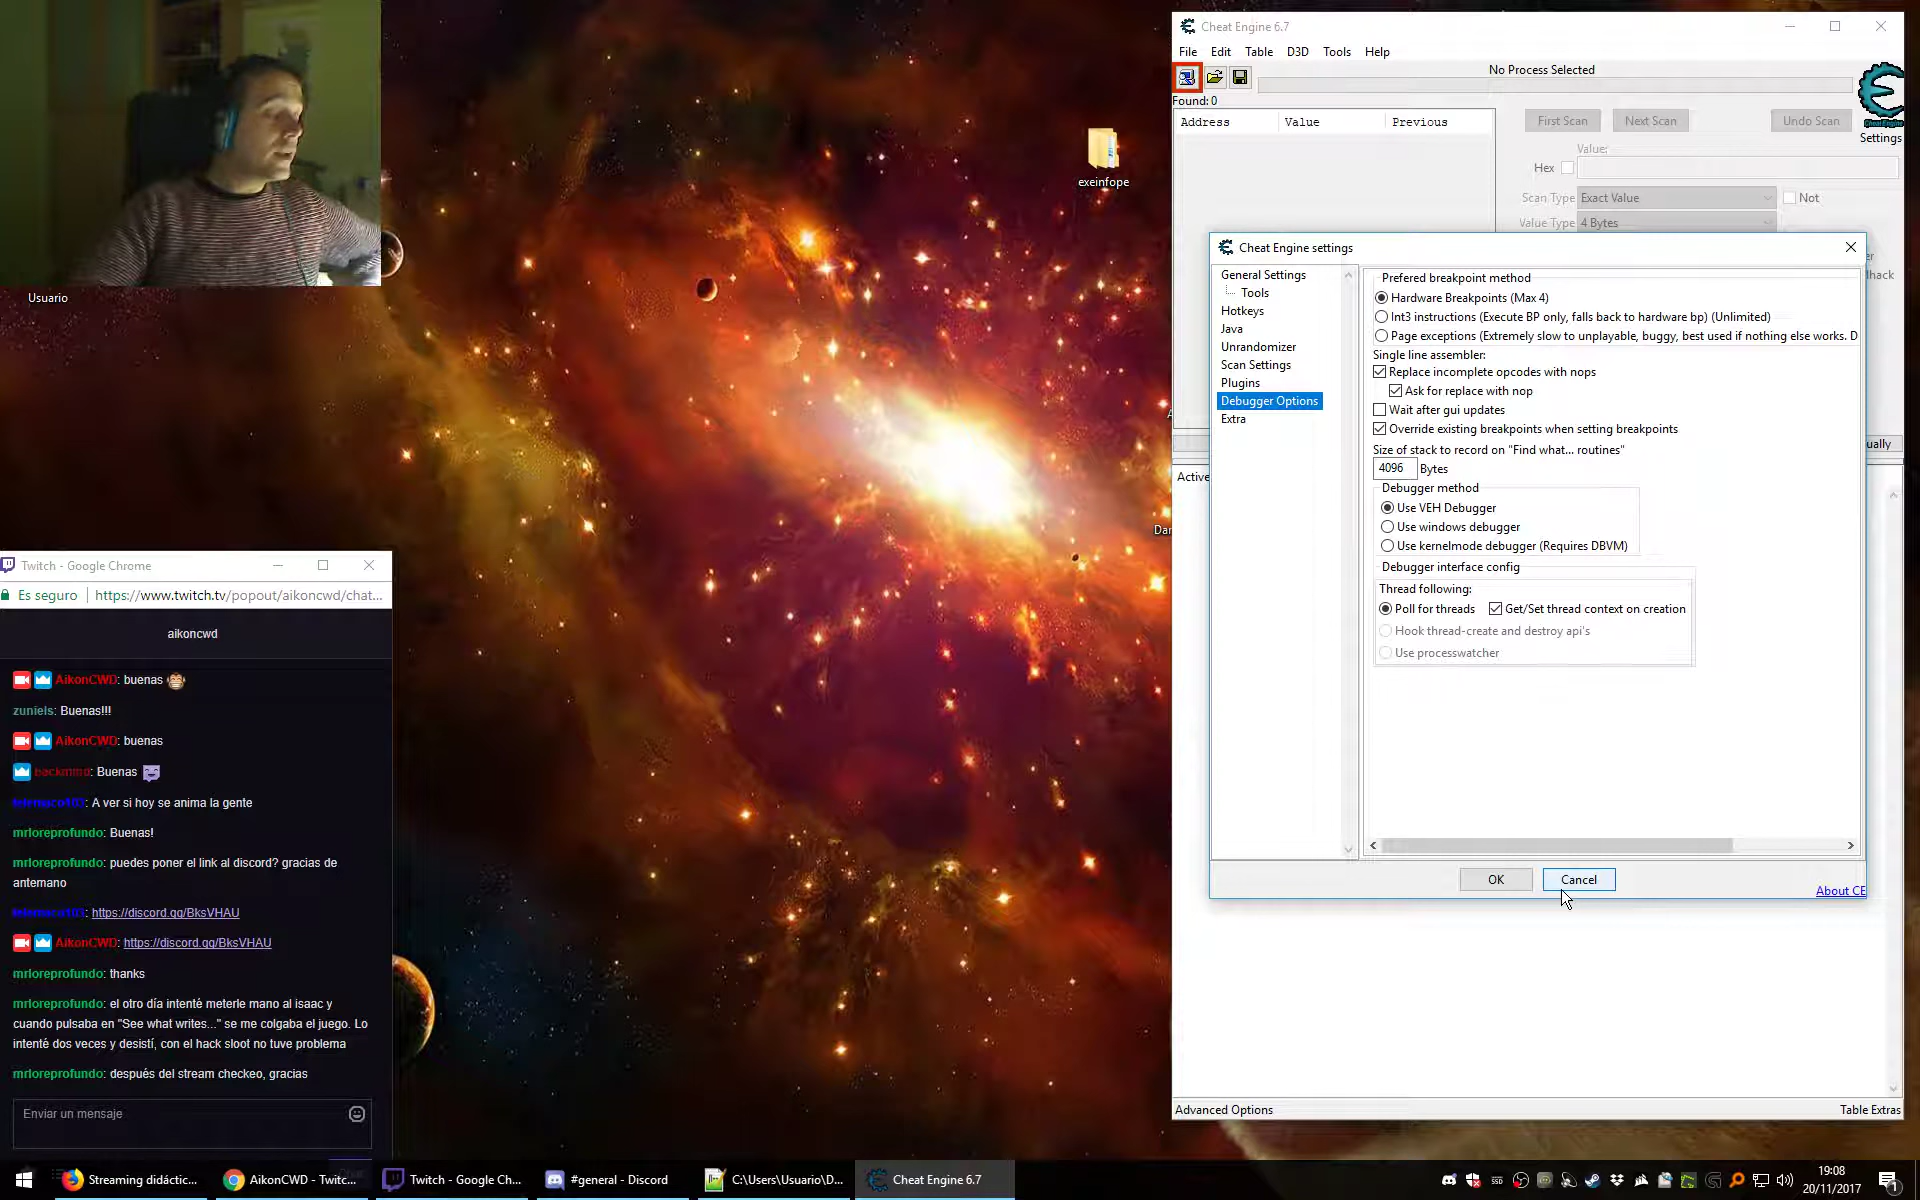 Usuario
exeinfope
Cheat Engine 6.7
File Edit Table D3D Tools Help
No Process Selected
Found: 0
Address Value Previous
First Scan Next Scan Undo Scan
Settings
Value:
Hex
Scan Type Exact Value Not
Value Type 4 Bytes
Cheat Engine settings
General Settings
Tools
Hotkeys
Java
Unrandomizer
Scan Settings
Plugins
Debugger Options
Extra
Prefered breakpoint method
Hardware Breakpoints (Max 4)
Int3 instructions (Execute BP only, falls back to hardware bp) (Unlimited)
Page exceptions (Extremely slow to unplayable, buggy, best used if nothing else works. D
Single line assembler:
Replace incomplete opcodes with nops
Ask for replace with nop
Wait after gui updates
Override existing breakpoints when setting breakpoints
Size of stack to record on "Find what... routines"
4096 Bytes
Debugger method
Use VEH Debugger
Use windows debugger
Use kernelmode debugger (Requires DBVM)
Debugger interface config
Thread following:
Poll for threads Get/Set thread context on creation
Hook thread-create and destroy api's
Use processwatcher
OK Cancel
About CE
Active
ually
hack
Dar
Advanced Options Table Extras
Twitch - Google Chrome
Es seguro https://www.twitch.tv/popout/aikoncwd/chat...
aikoncwd
AikonCWD: buenas
zuniels: Buenas!!!
AikonCWD: buenas
: Buenas
: A ver si hoy se anima la gente
mrloreprofundo: Buenas!
mrloreprofundo: puedes poner el link al discord? gracias de
antemano
: https://discord.gg/BksVHAU
AikonCWD: https://discord.gg/BksVHAU
mrloreprofundo: thanks
mrloreprofundo: el otro día intenté meterle mano al isaac y
cuando pulsaba en "See what writes..." se me colgaba el juego. Lo
intenté dos veces y desistí, con el hack sloot no tuve problema
mrloreprofundo: después del stream checkeo, gracias
Enviar un mensaje
Streaming didáctic...
AikonCWD - Twitc...
Twitch - Google Ch...
#general - Discord
C:\Users\Usuario\D...
Cheat Engine 6.7
19:08
20/11/2017